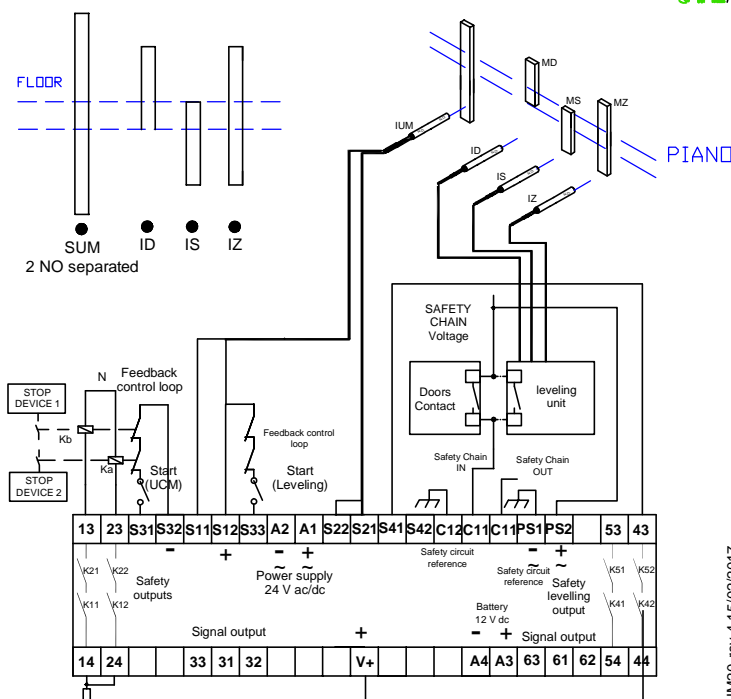 FLOOR
SUM
2 NO separated
ID
IS
IZ
IUM
ID
IS
IZ
MD
MS
MZ
PIANO
SAFETY
CHAIN
Voltage
Doors
Contact
leveling
unit
Safety Chain
IN
Safety Chain
OUT
STOP
DEVICE 1
STOP
DEVICE 2
N
Kb
Ka
Feedback
control loop
Start
(UCM)
Feedback control
loop
Start
(Leveling)
13 23 S31 S32 S11 S12 S33 A2 A1 S22 S21 S41 S42 C12 C11 C11 PS1 PS2 53 43
- + - + - +
~ ~ ~ ~
K21 K22 K51 K52
K11 K12 K41 K42
Safety
outputs
Power supply
24 V ac/dc
Safety circuit
reference
Safety circuit
reference
Safety
levelling
output
Battery
12 V dc
- +
Signal output
+
Signal output
14 24 33 31 32 V+ A4 A3 63 61 62 54 44